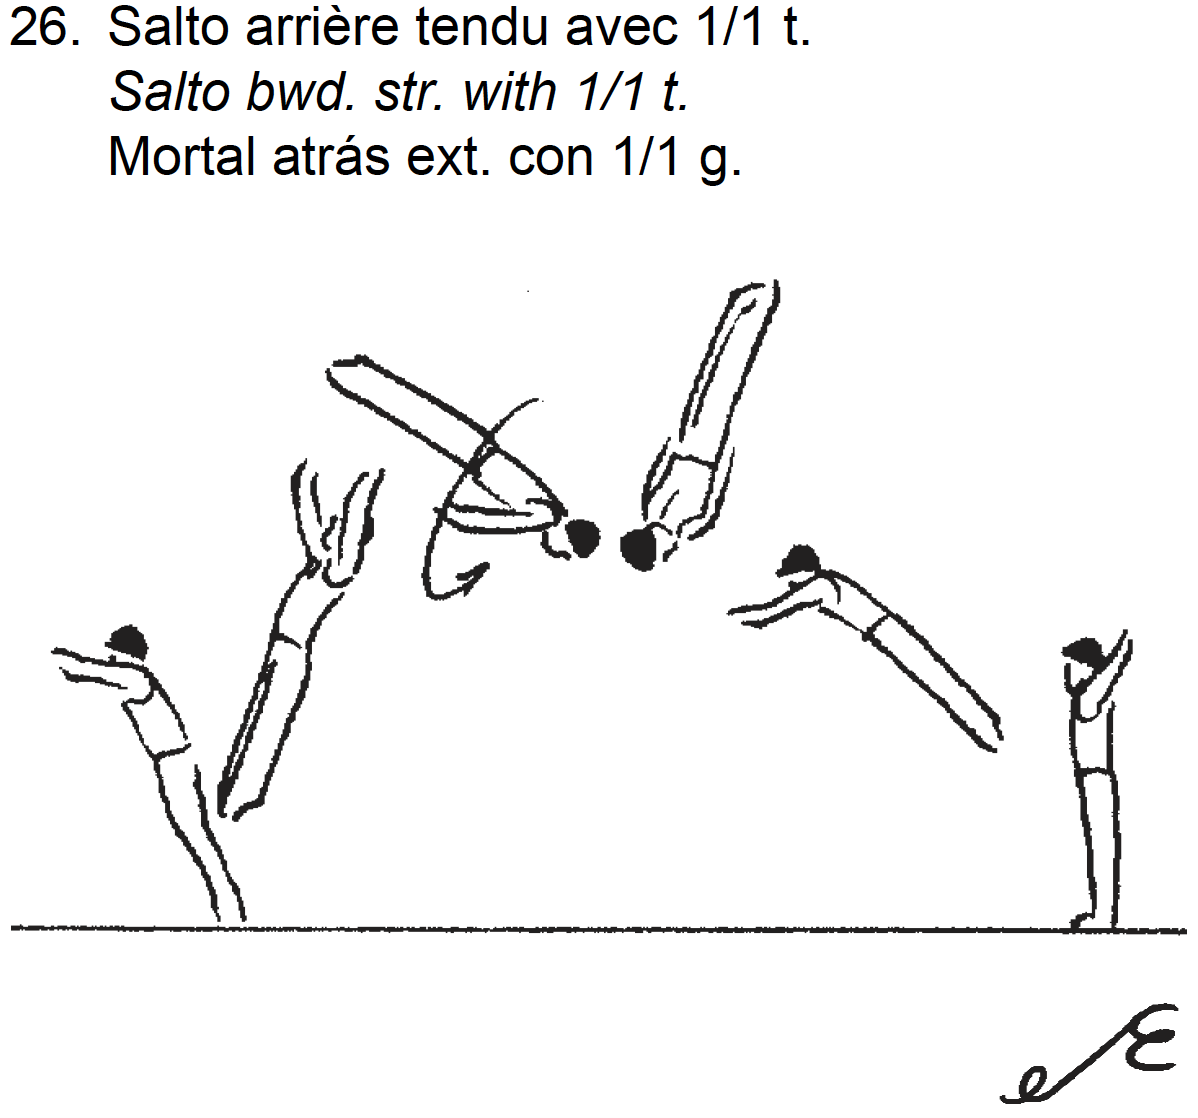 26. Salto arrière tendu avec 1/1 t.
Salto bwd. str. with 1/1 t.
Mortal atrás ext. con 1/1 g.